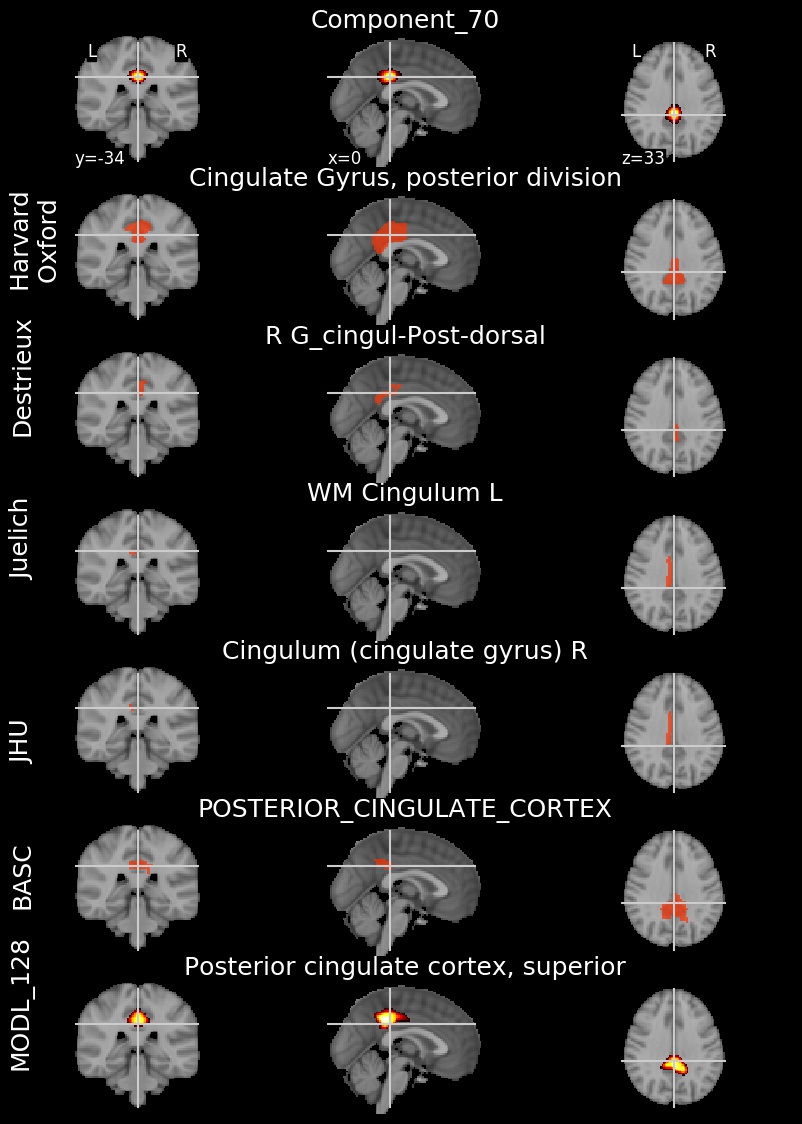 Component_70
L R
L R
y=-34
x=0
z=33
Cingulate Gyrus, posterior division
Harvard
Oxford
R G_cingul-Post-dorsal
Destrieux
WM Cingulum L
Juelich
Cingulum (cingulate gyrus) R
JHU
POSTERIOR_CINGULATE_CORTEX
BASC
Posterior cingulate cortex, superior
MODL_128